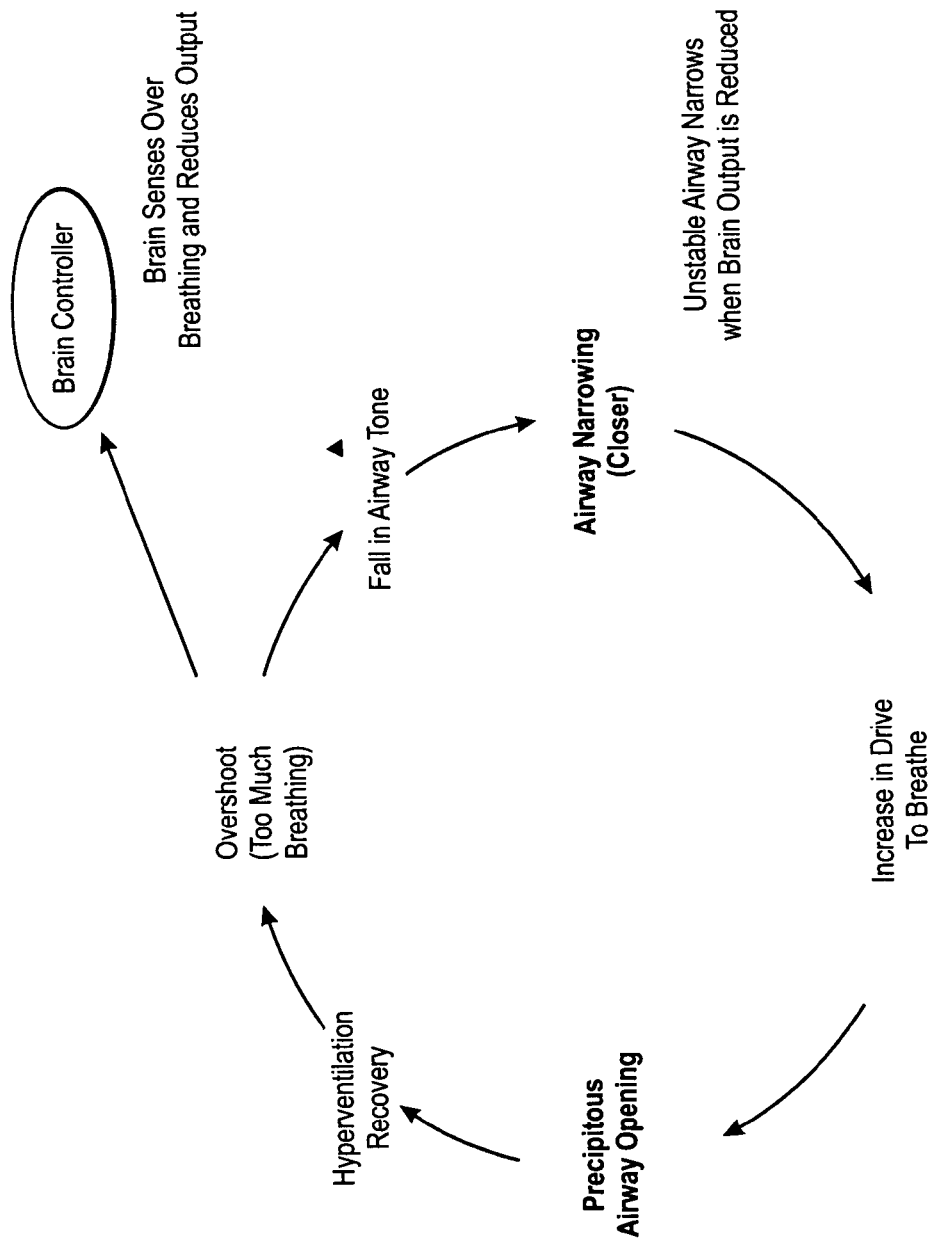 Brain Controller
Brain Senses Over
Breathing and Reduces Output
Overshoot
(Too Much
Breathing)
Fall in Airway Tone
Airway Narrowing
(Closer)
Unstable Airway Narrows
when Brain Output is Reduced
Increase in Drive
To Breathe
Precipitous
Airway Opening
Hyperventilation
Recovery